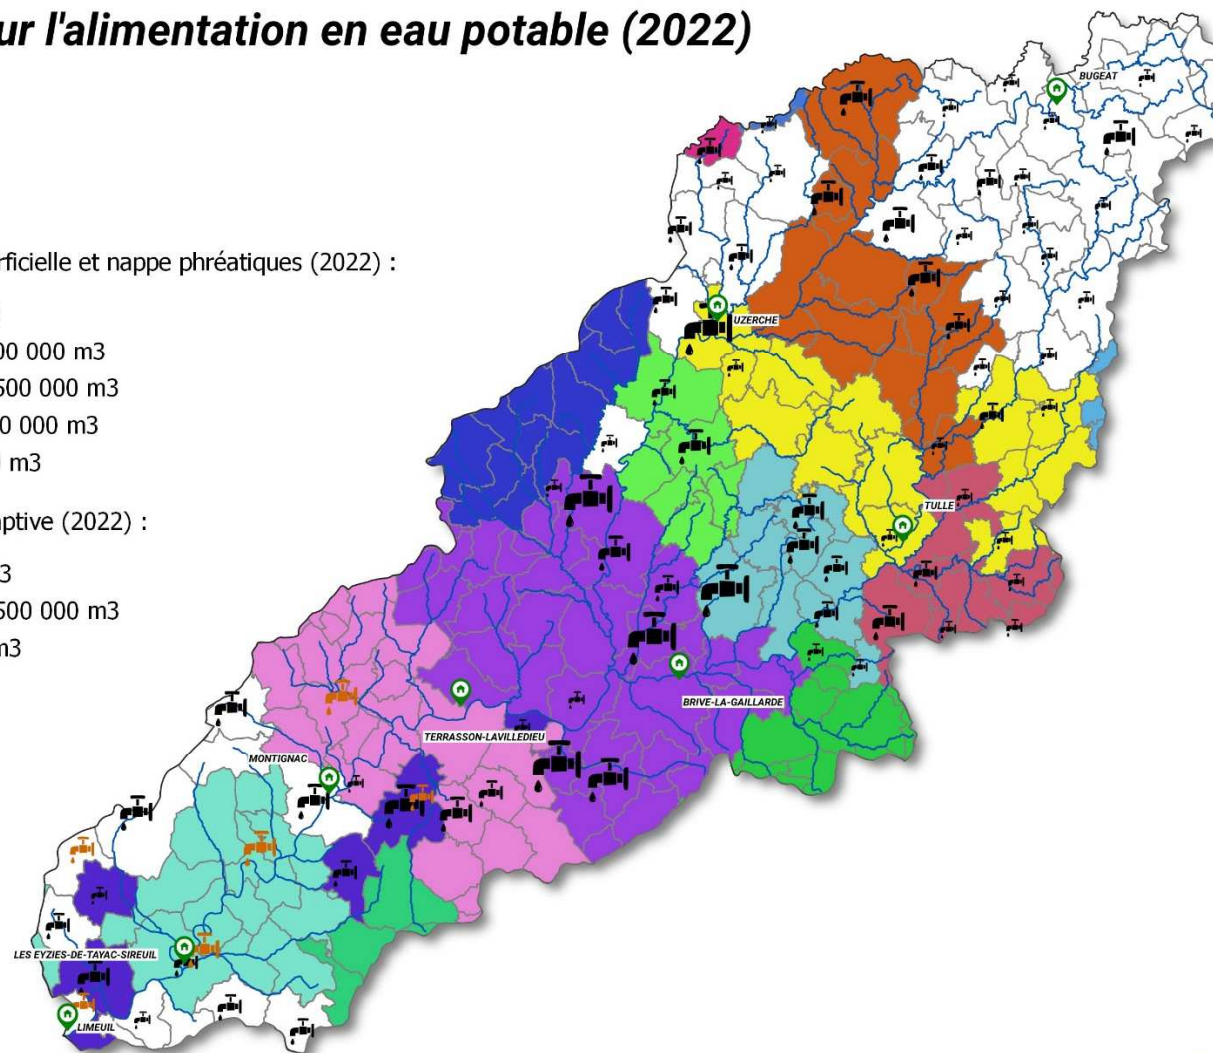 ur l'alimentation en eau potable (2022)
BUGEAT
rficielle et nappe phréatiques (2022) :
UZERCHE
00 000 m3
500 000 m3
0 000 m3
m3
TULLE
aptive (2022) :
3
500 000 m3
m3
BRIVE-LA-GAILLARDE
TERRASSON-LAVILLEDIEU
MONTIGNAC
LES EYZIES-DE-TAYAC-SIREUIL
LIMEUIL